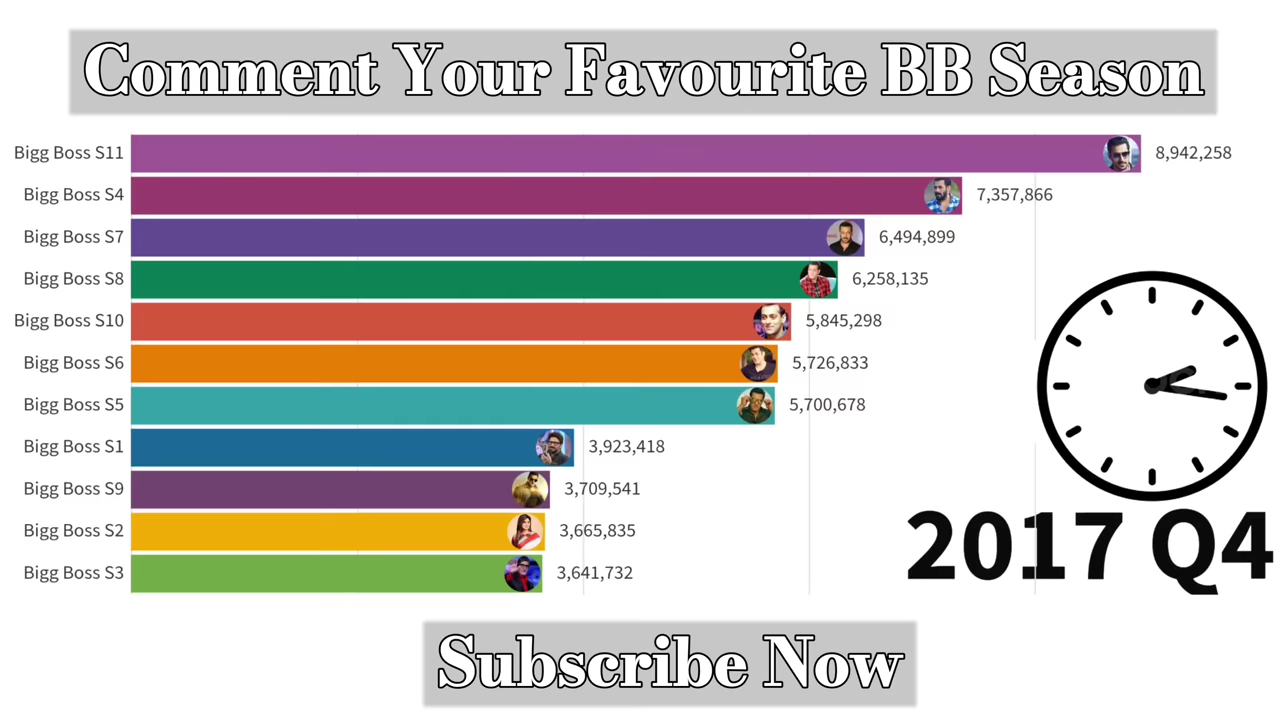 Comment Your Favourite BB Season
Bigg Boss S11 8,942,258
Bigg Boss S4 7,357,866
Bigg Boss S7 6,494,899
Bigg Boss S8 6,258,135
Bigg Boss S10 5,845,298
Bigg Boss S6 5,726,833
Bigg Boss S5 5,700,678
Bigg Boss S1 3,923,418
Bigg Boss S9 3,709,541
Bigg Boss S2 3,665,835
Bigg Boss S3 3,641,732
2017 Q4
Subscribe Now